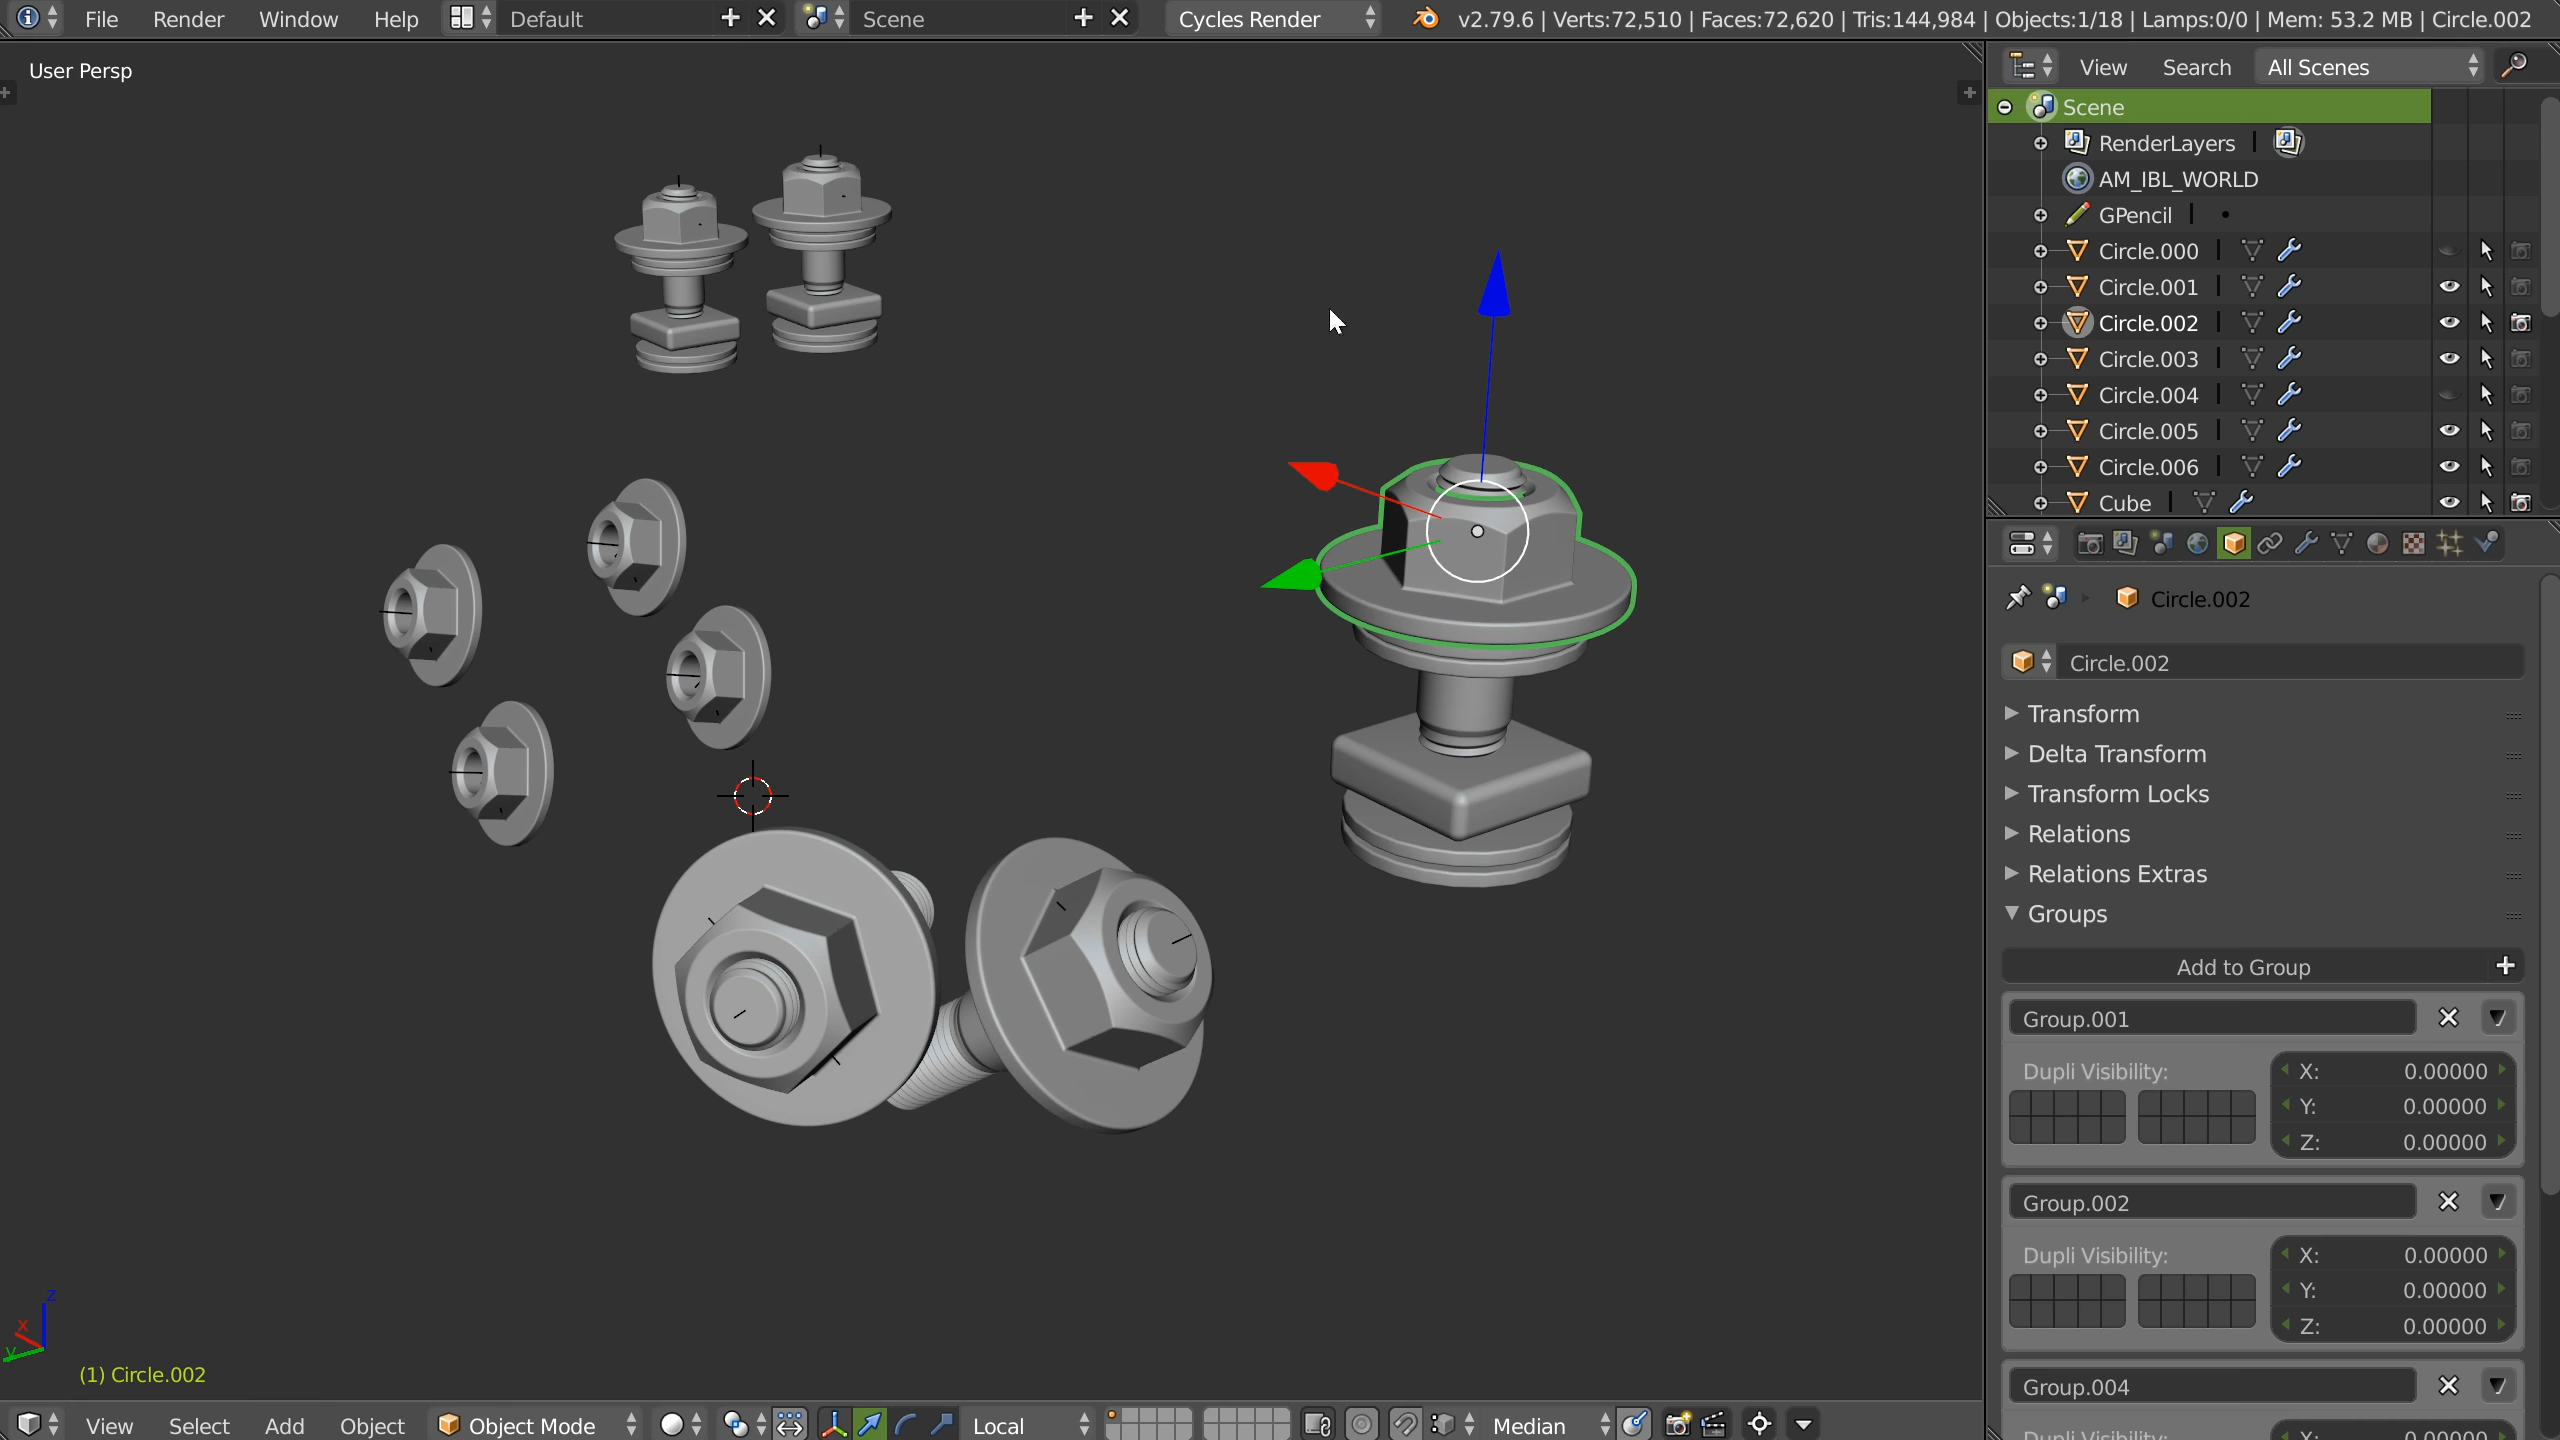 File Render Window Help Default Scene Cycles Render v2.79.6 | Verts:72,510 | Faces:72,620 | Tris:144,984 | Objects:1/18 | Lamps:0/0 | Mem: 53.2 MB | Circle.002
User Persp
View Search All Scenes
Scene
RenderLayers
AM_IBL_WORLD
GPencil
Circle.000
Circle.001
Circle.002
Circle.003
Circle.004
Circle.005
Circle.006
Cube
Circle.002
Circle.002
Transform
Delta Transform
Transform Locks
Relations
Relations Extras
Groups
Add to Group
Group.001
Dupli Visibility:
X: 0.00000
Y: 0.00000
Z: 0.00000
Group.002
Dupli Visibility:
X: 0.00000
Y: 0.00000
Z: 0.00000
Group.004
z
x
y
(1) Circle.002
View Select Add Object Object Mode Local Median